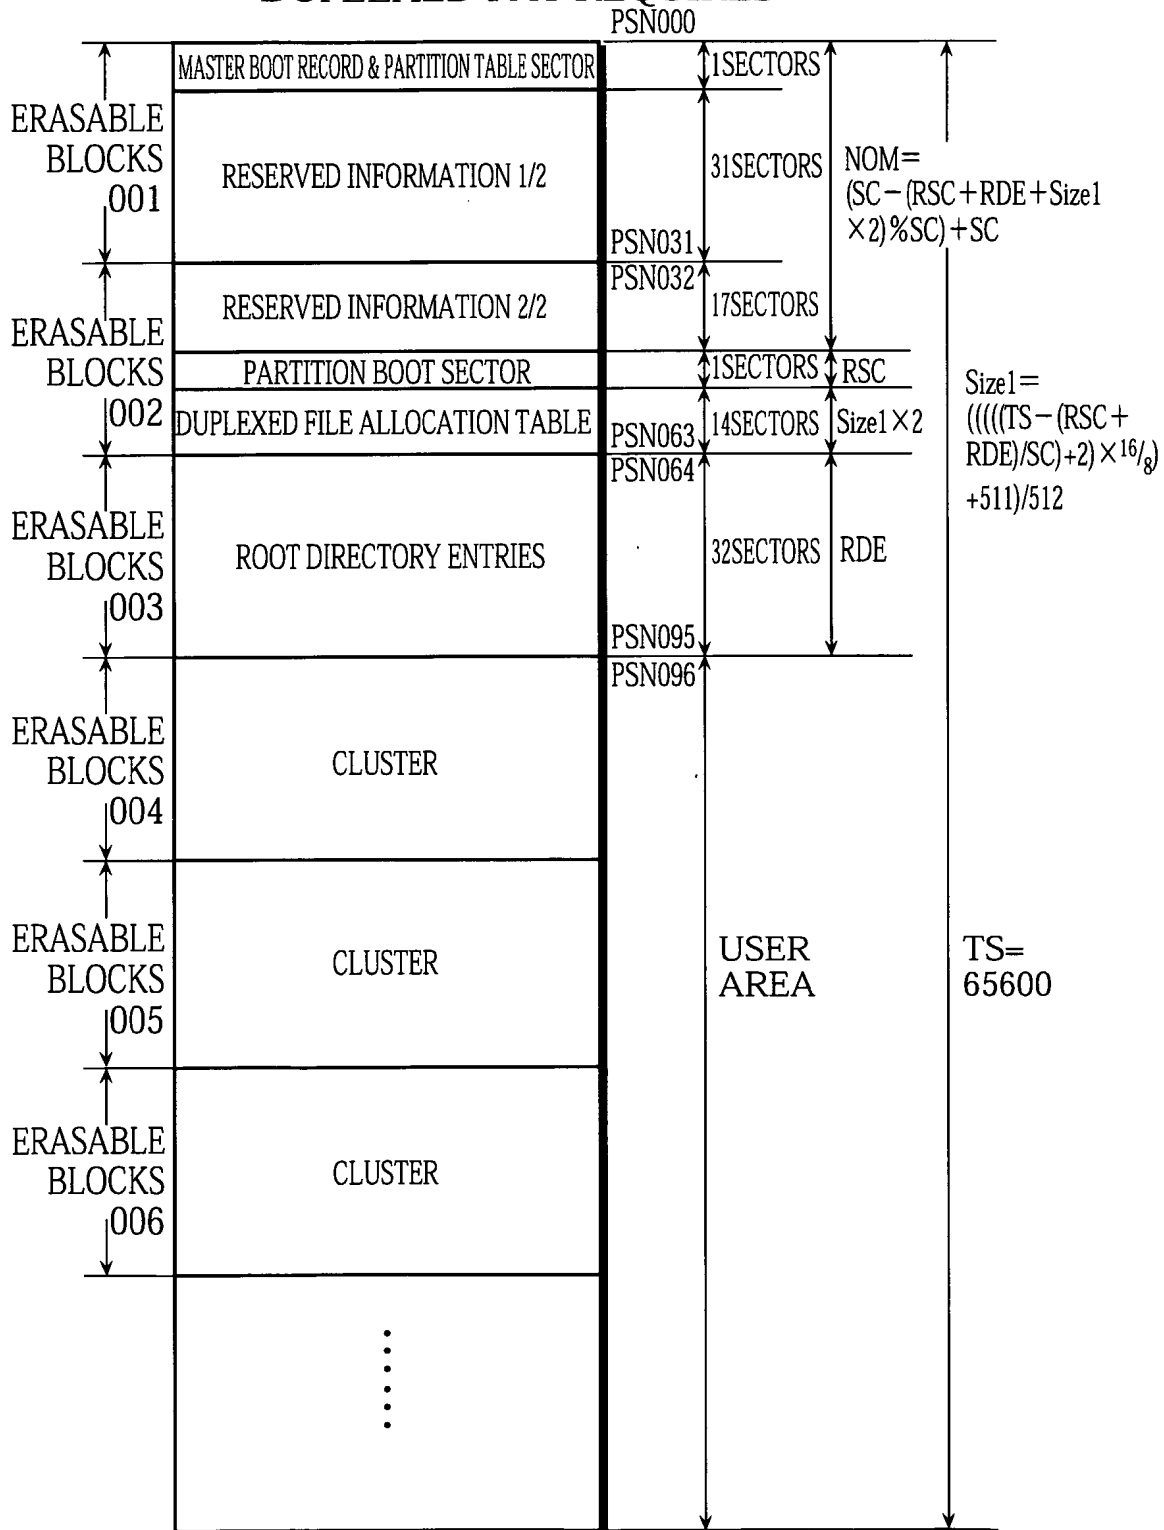 PSN000
MASTER BOOT RECORD & PARTITION TABLE SECTOR
1SECTORS
ERASABLE
BLOCKS
001
RESERVED INFORMATION 1/2
31SECTORS
NOM=
(SC-(RSC+RDE+Size1
×2)%SC)+SC
PSN031
PSN032
ERASABLE
BLOCKS
002
RESERVED INFORMATION 2/2
17SECTORS
PARTITION BOOT SECTOR
1SECTORS
RSC
DUPLEXED FILE ALLOCATION TABLE
PSN063
14SECTORS
Size1×2
Size1=
(((((TS-(RSC+
RDE)/SC)+2)×16/8)
+511)/512
PSN064
ERASABLE
BLOCKS
003
ROOT DIRECTORY ENTRIES
32SECTORS
RDE
PSN095
PSN096
ERASABLE
BLOCKS
004
CLUSTER
ERASABLE
BLOCKS
005
CLUSTER
USER
AREA
TS=
65600
ERASABLE
BLOCKS
006
CLUSTER